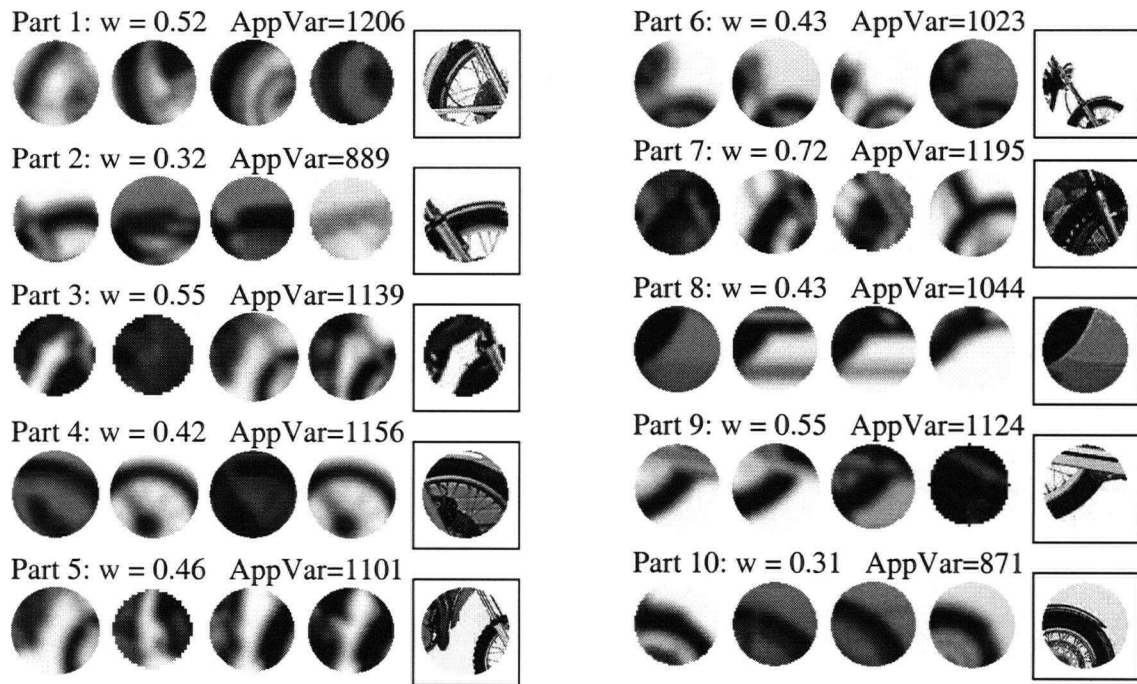 Part 1: w = 0.52 AppVar=1206
Part 2: w = 0.32 AppVar=889
Part 3: w = 0.55 AppVar=1139
Part 4: w = 0.42 AppVar=1156
Part 5: w = 0.46 AppVar=1101
Part 6: w = 0.43 AppVar=1023
Part 7: w = 0.72 AppVar=1195
Part 8: w = 0.43 AppVar=1044
Part 9: w = 0.55 AppVar=1124
Part 10: w = 0.31 AppVar=871